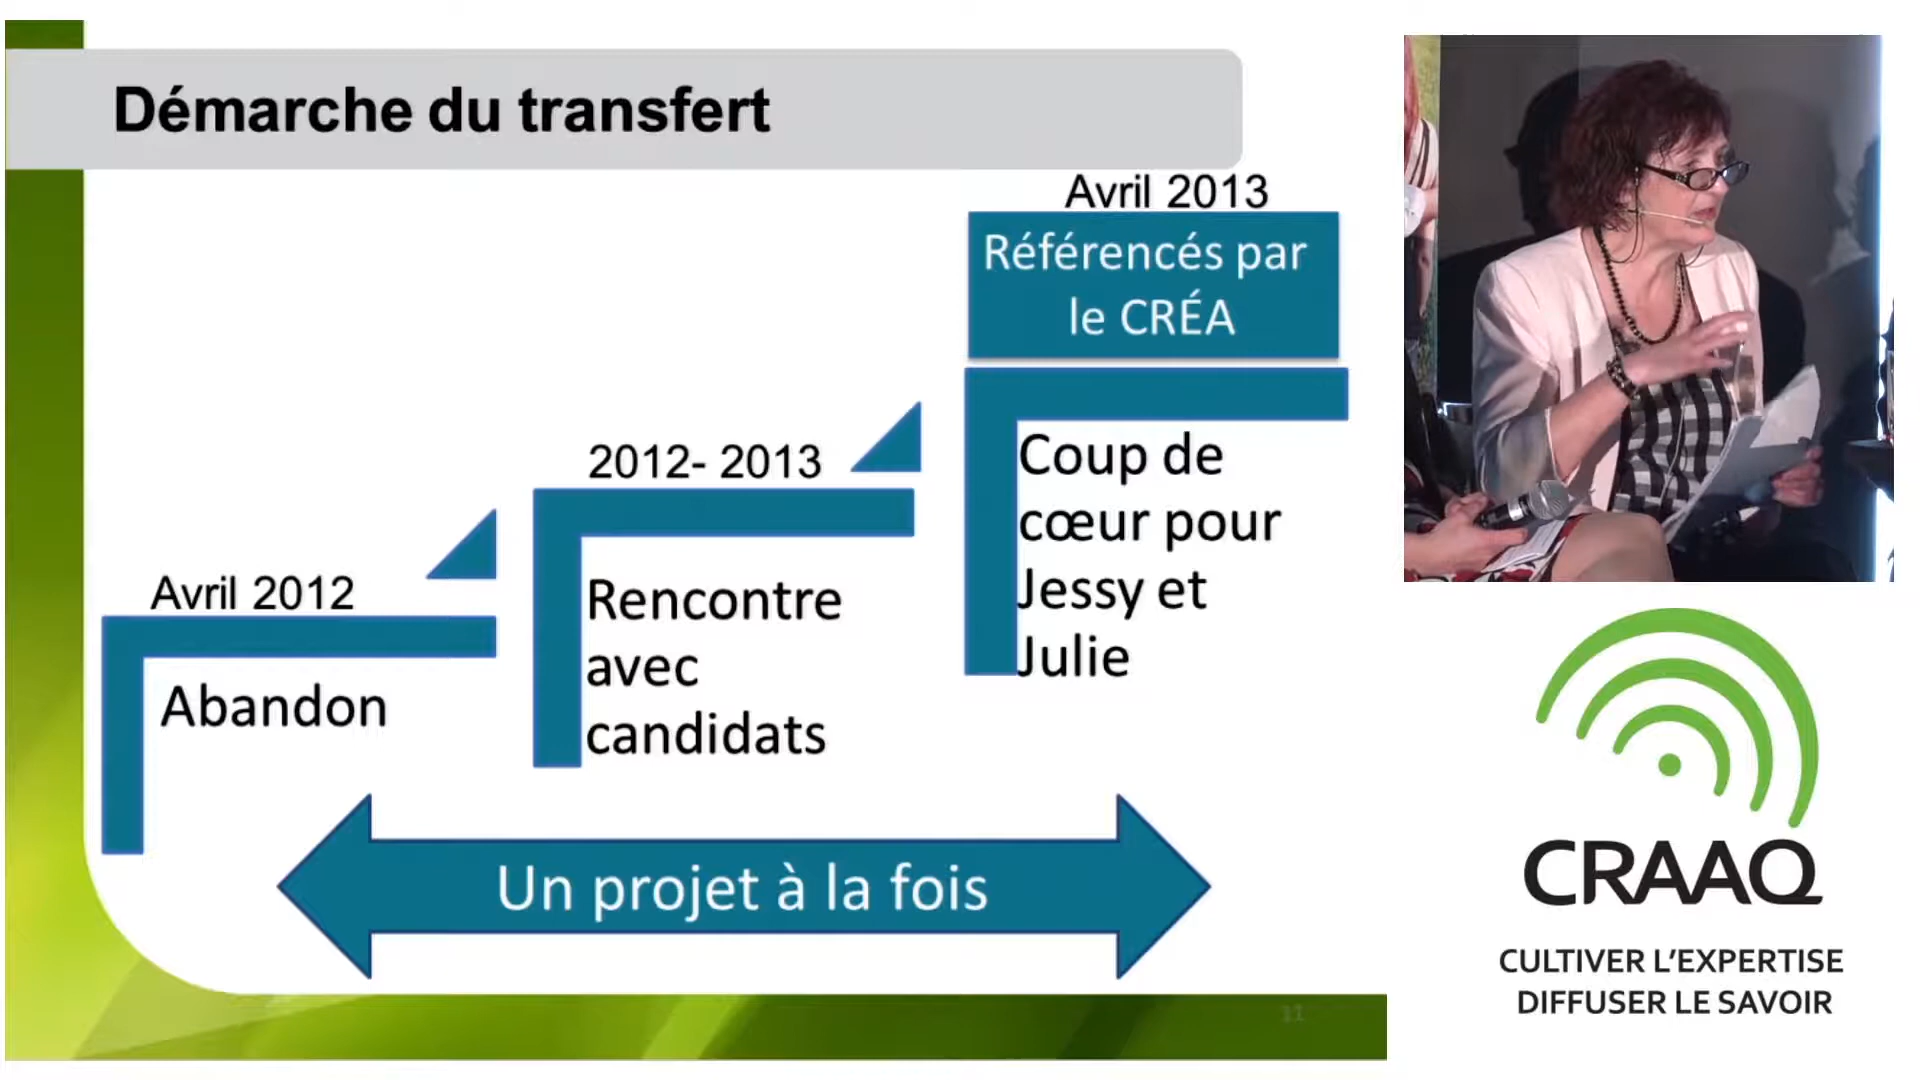 Démarche du transfert
Avril 2012
Abandon
2012- 2013
Rencontre
avec
candidats
Avril 2013
Référencés par
le CRÉA
Coup de
cœur pour
Jessy et
Julie
Un projet à la fois
11
CRAAQ
CULTIVER L'EXPERTISE
DIFFUSER LE SAVOIR